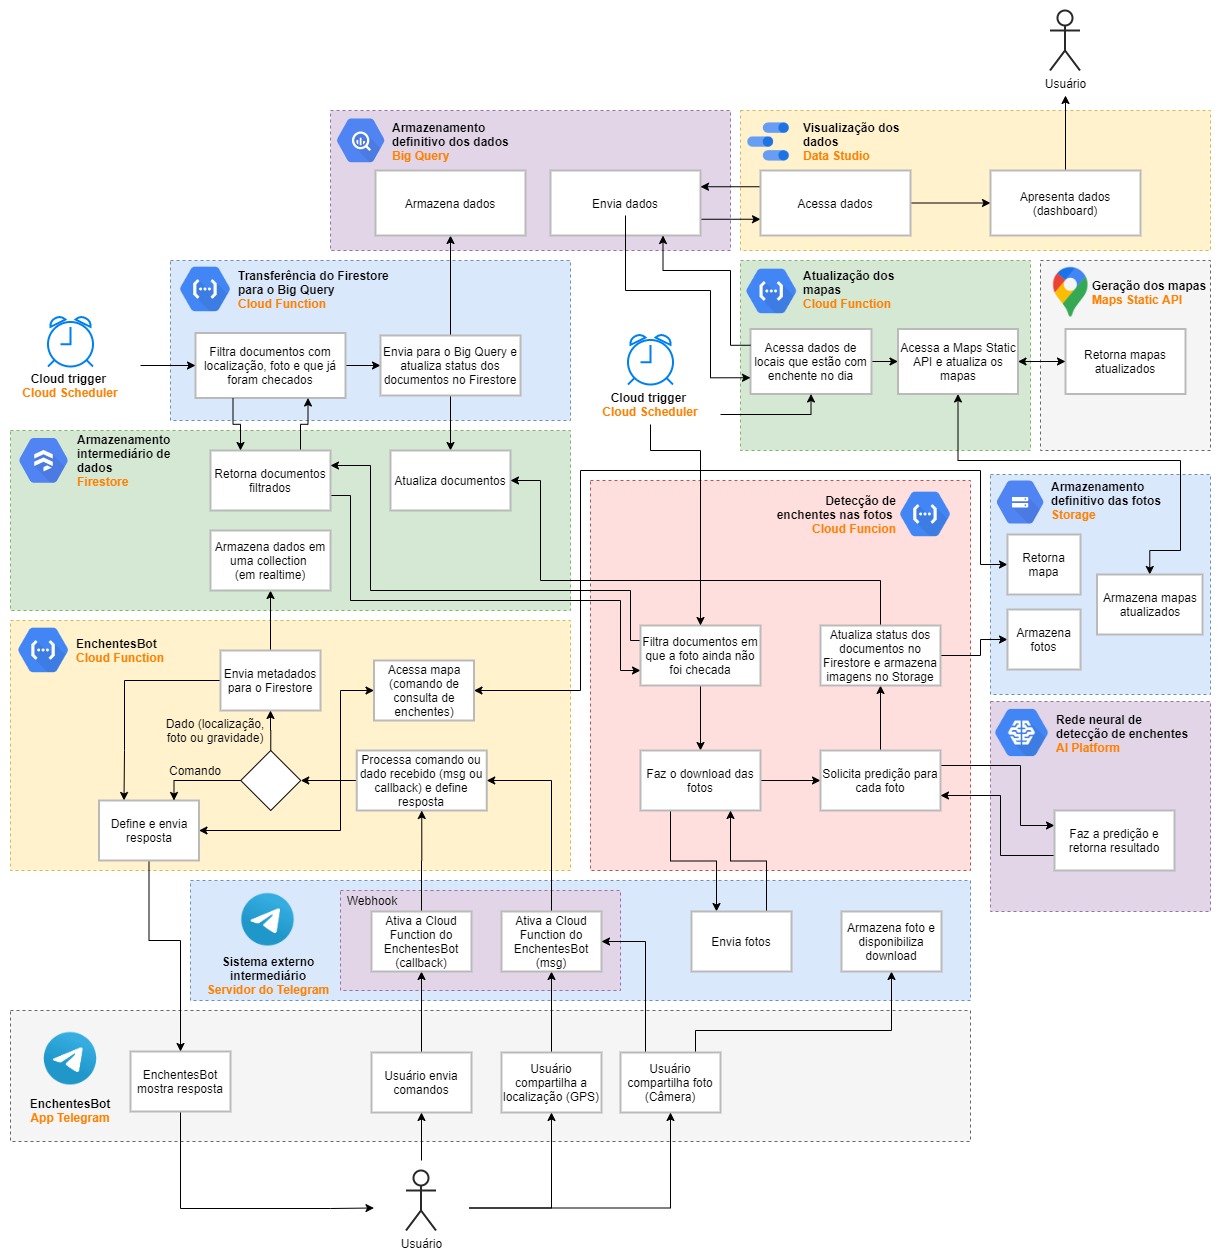 Usuário
Armazenamento
definitivo dos dados
Big Query
Armazena dados
Envia dados
Visualização dos
dados
Data Studio
Acessa dados
Apresenta dados
(dashboard)
Transferência do Firestore
para o Big Query
Cloud Function
Filtra documentos com
localização, foto e que já
foram checados
Envia para o Big Query e
atualiza status dos
documentos no Firestore
Cloud trigger
Cloud Scheduler
Cloud trigger
Cloud Scheduler
Atualização dos
mapas
Cloud Function
Acessa dados de
locais que estão com
enchente no dia
Acessa a Maps Static
API e atualiza os
mapas
Geração dos mapas
Maps Static API
Retorna mapas
atualizados
Armazenamento
intermediário de
dados
Firestore
Retorna documentos
filtrados
Atualiza documentos
Armazena dados em
uma collection
(em realtime)
Detecção de
enchentes nas fotos
Cloud Funcion
Filtra documentos em
que a foto ainda não
foi checada
Atualiza status dos
documentos no
Firestore e armazena
imagens no Storage
Faz o download das
fotos
Solicita predição para
cada foto
Armazenamento
definitivo das fotos
Storage
Retorna
mapa
Armazena mapas
atualizados
Armazena
fotos
Rede neural de
detecção de enchentes
AI Platform
Faz a predição e
retorna resultado
EnchentesBot
Cloud Function
Envia metadados
para o Firestore
Acessa mapa
(comando de
consulta de
enchentes)
Dado (localização,
foto ou gravidade)
Comando
Processa comando ou
dado recebido (msg ou
callback) e define
resposta
Define e envia
resposta
Sistema externo
intermediário
Servidor do Telegram
Webhook
Ativa a Cloud
Function do
EnchentesBot
(callback)
Ativa a Cloud
Function do
EnchentesBot
(msg)
Envia fotos
Armazena foto e
disponibiliza
download
EnchentesBot
App Telegram
EnchentesBot
mostra resposta
Usuário envia
comandos
Usuário
compartilha a
localização (GPS)
Usuário
compartilha foto
(Câmera)
Usuário